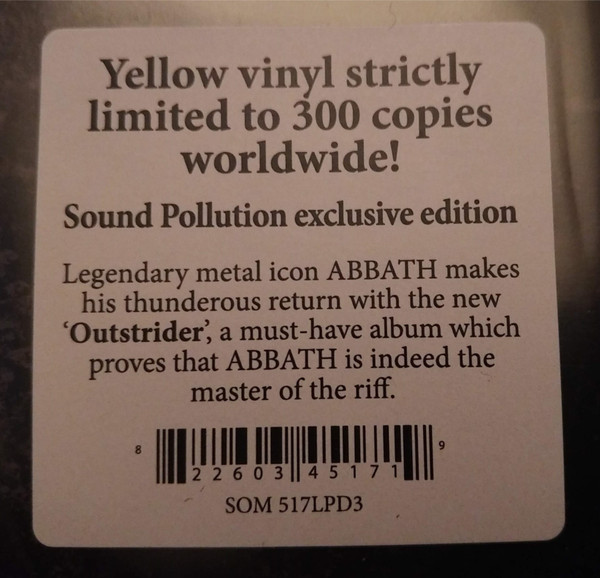 Yellow vinyl strictly
limited to 300 copies
worldwide!
Sound Pollution exclusive edition
Legendary metal icon ABBATH makes
his thunderous return with the new
‘Outstrider’, a must-have album which
proves that ABBATH is indeed the
master of the riff.
8 22603 45171 9
SOM 517LPD3